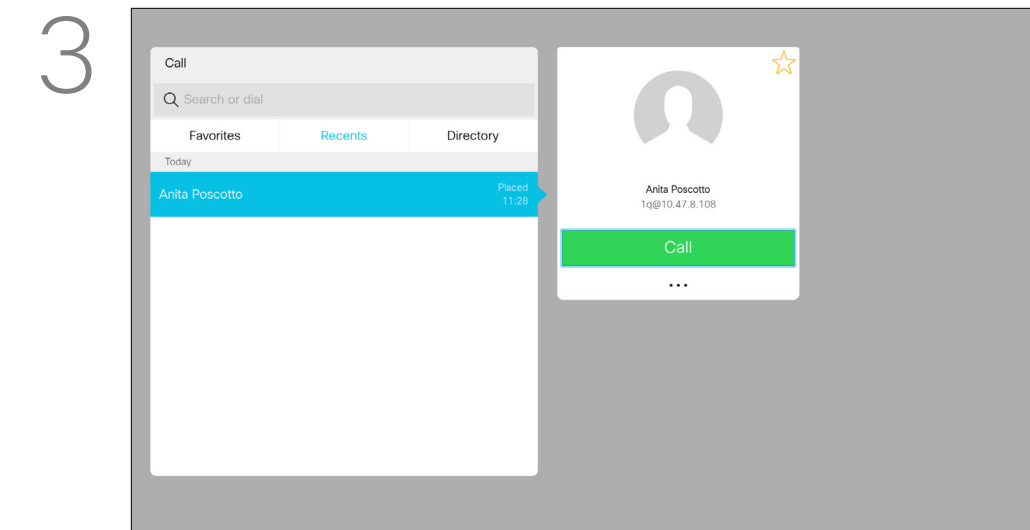 3
Call
Search or dial
Favorites Recents Directory
Today
Anita Poscotto Placed
11:28
Anita Poscotto
1q@10.47.8.108
Call
...